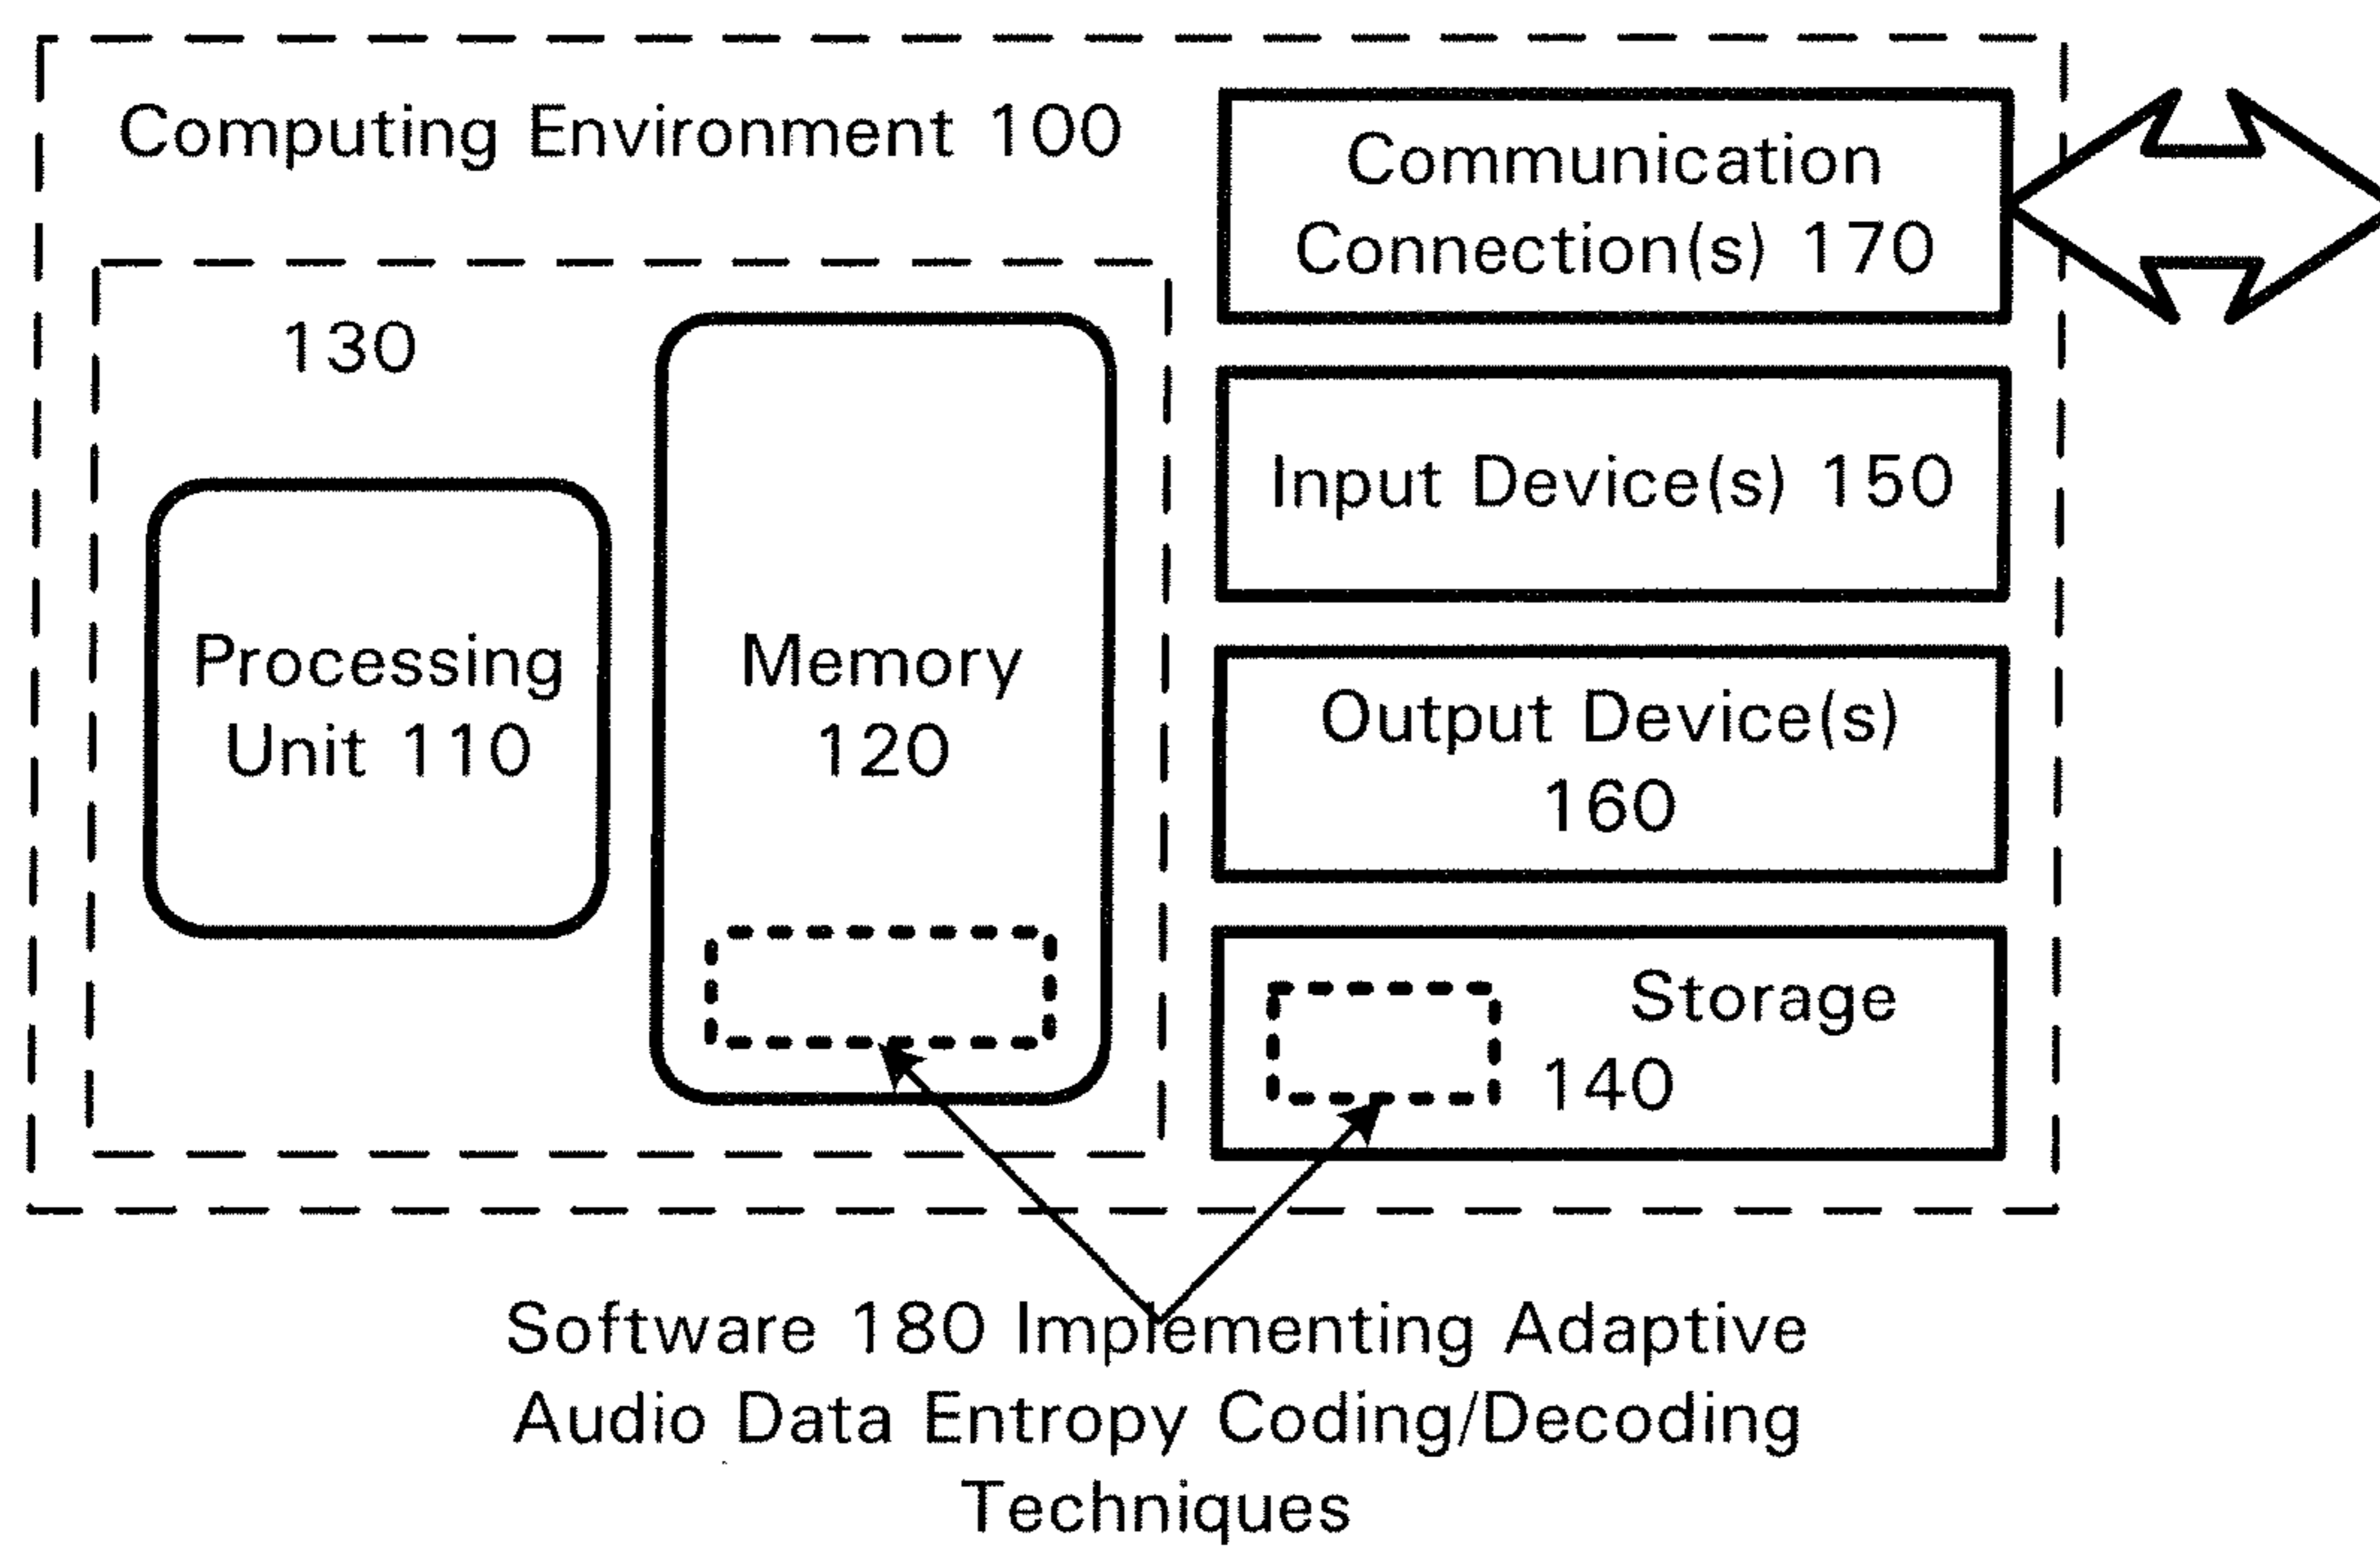 Computing Environment 100
130
Processing
Unit 110
Memory
120
Communication
Connection(s) 170
Input Device(s) 150
Output Device(s)
160
Storage
140
Software 180 Implementing Adaptive
Audio Data Entropy Coding/Decoding
Techniques